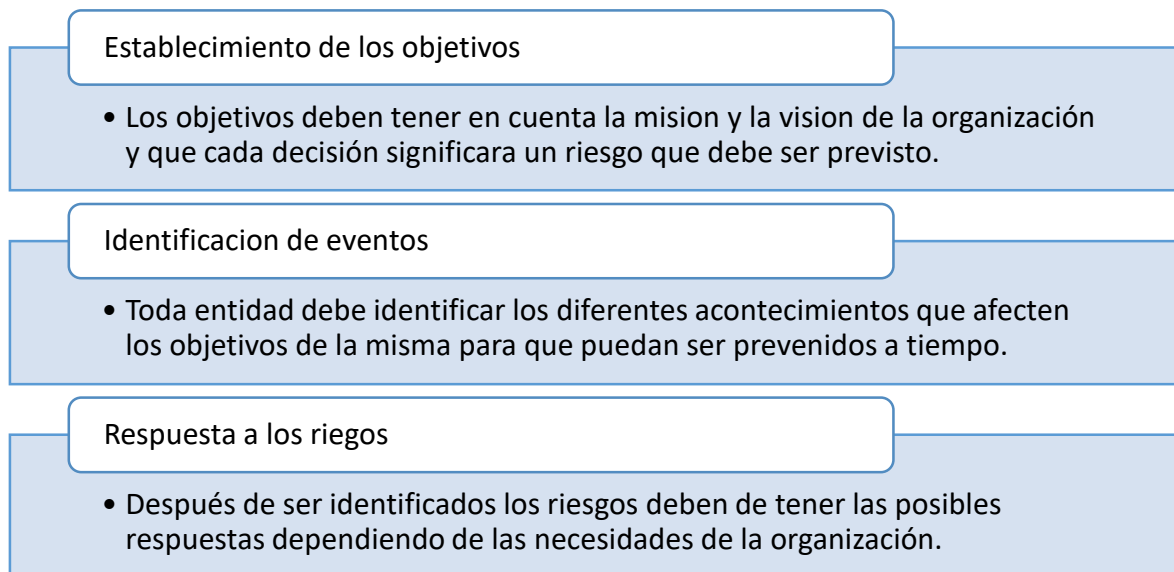 Establecimiento de los objetivos
• Los objetivos deben tener en cuenta la mision y la vision de la organización
y que cada decisión significara un riesgo que debe ser previsto.
Identificacion de eventos
• Toda entidad debe identificar los diferentes acontecimientos que afecten
los objetivos de la misma para que puedan ser prevenidos a tiempo.
Respuesta a los riegos
• Después de ser identificados los riesgos deben de tener las posibles
respuestas dependiendo de las necesidades de la organización.